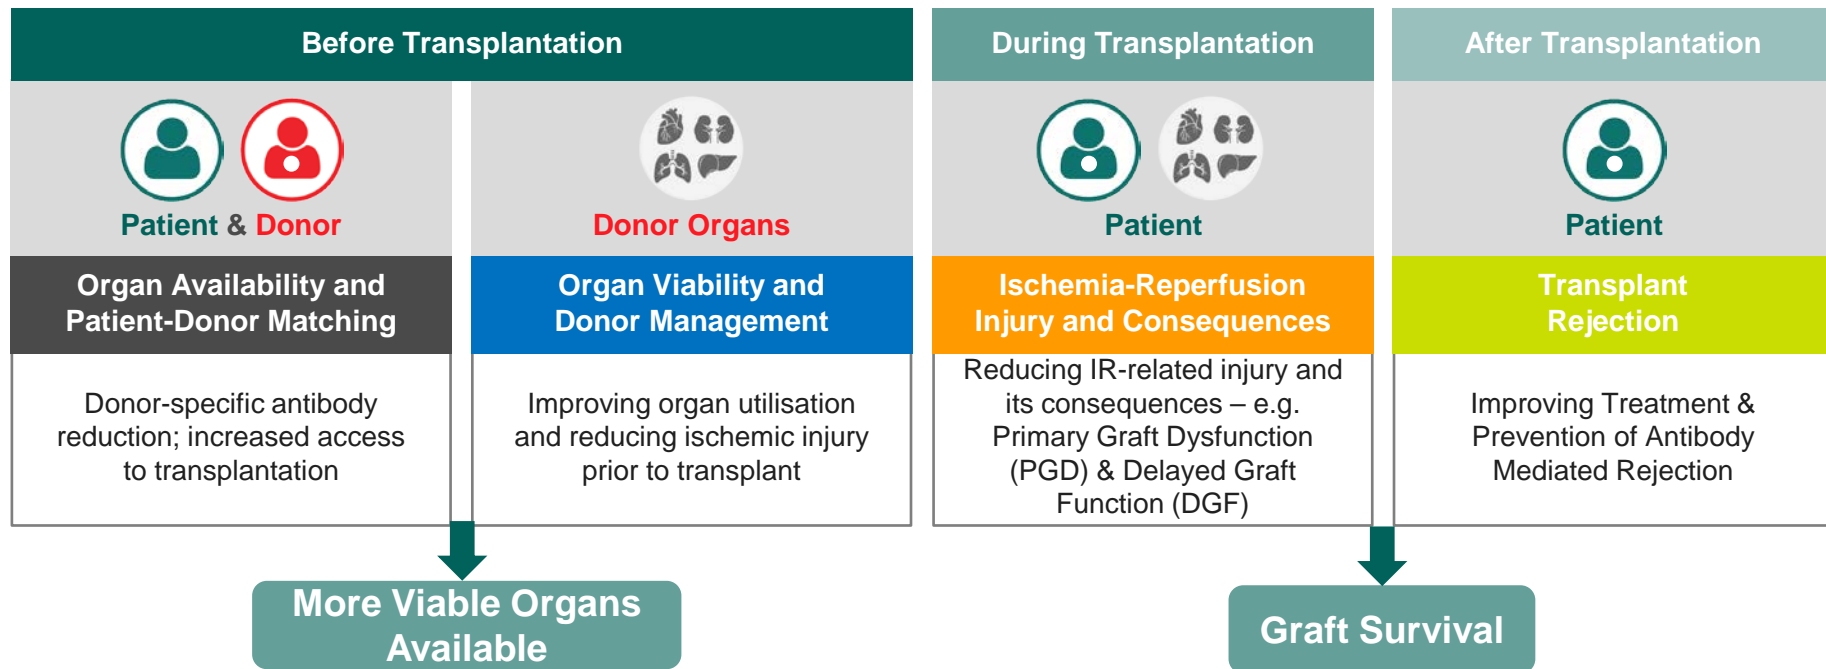 Before Transplantation
During Transplantation
After Transplantation
Patient & Donor
Donor Organs
Patient
Patient
Organ Availability and
Patient-Donor Matching
Organ Viability and
Donor Management
Ischemia-Reperfusion
Injury and Consequences
Transplant
Rejection
Donor-specific antibody
reduction; increased access
to transplantation
Improving organ utilisation
and reducing ischemic injury
prior to transplant
Reducing IR-related injury and
its consequences – e.g.
Primary Graft Dysfunction
(PGD) & Delayed Graft
Function (DGF)
Improving Treatment &
Prevention of Antibody
Mediated Rejection
More Viable Organs
Available
Graft Survival